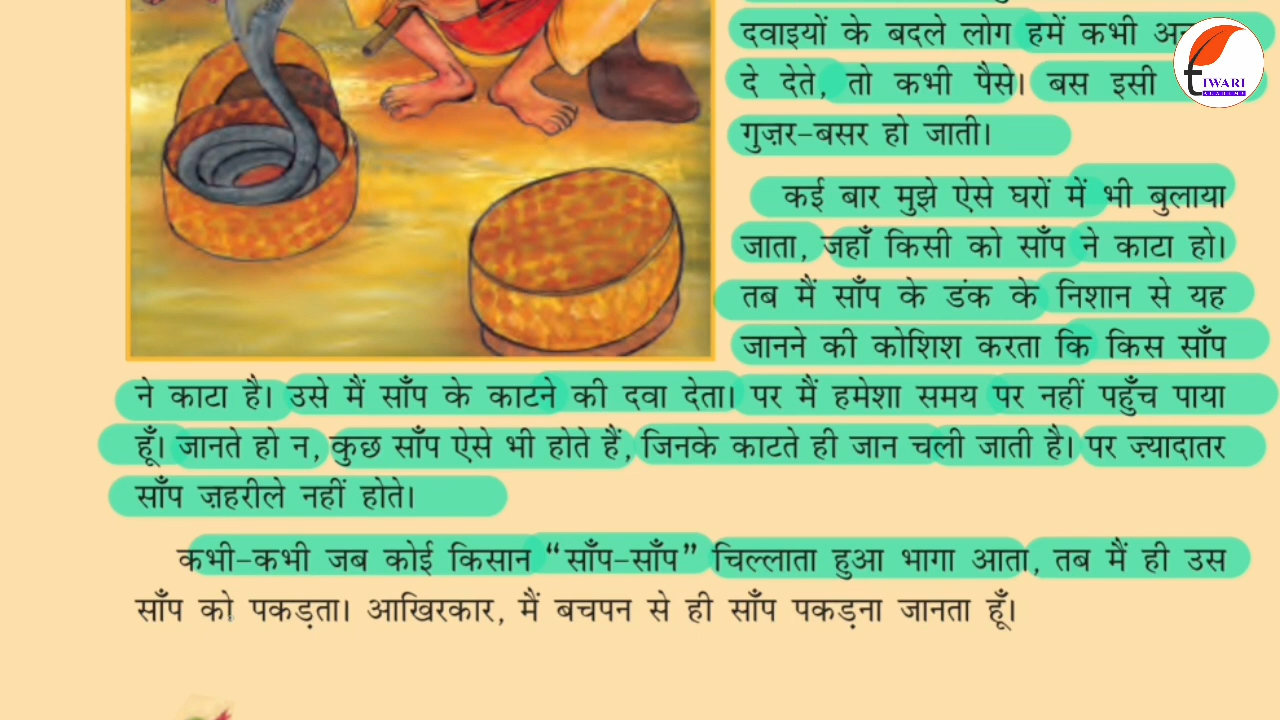 दवाइयों के बदले लोग हमें कभी
दे देते, तो कभी पैसे। बस इसी
गुज़र-बसर हो जाती।
कई बार मुझे ऐसे घरों में भी बुलाया
जाता, जहाँ किसी को साँप ने काटा हो।
तब मैं साँप के डंक के निशान से यह
जानने की कोशिश करता कि किस साँप
ने काटा है। उसे मैं साँप के काटने की दवा देता। पर मैं हमेशा समय पर नहीं पहुँच पाया
हूँ। जानते हो न, कुछ साँप ऐसे भी होते हैं, जिनके काटते ही जान चली जाती है। पर ज़्यादातर
साँप ज़हरीले नहीं होते।
कभी-कभी जब कोई किसान “साँप-साँप” चिल्लाता हुआ भागा आता, तब मैं ही उस
साँप को पकड़ता। आखिरकार, मैं बचपन से ही साँप पकड़ना जानता हूँ।
TIWARI
ACADEMY